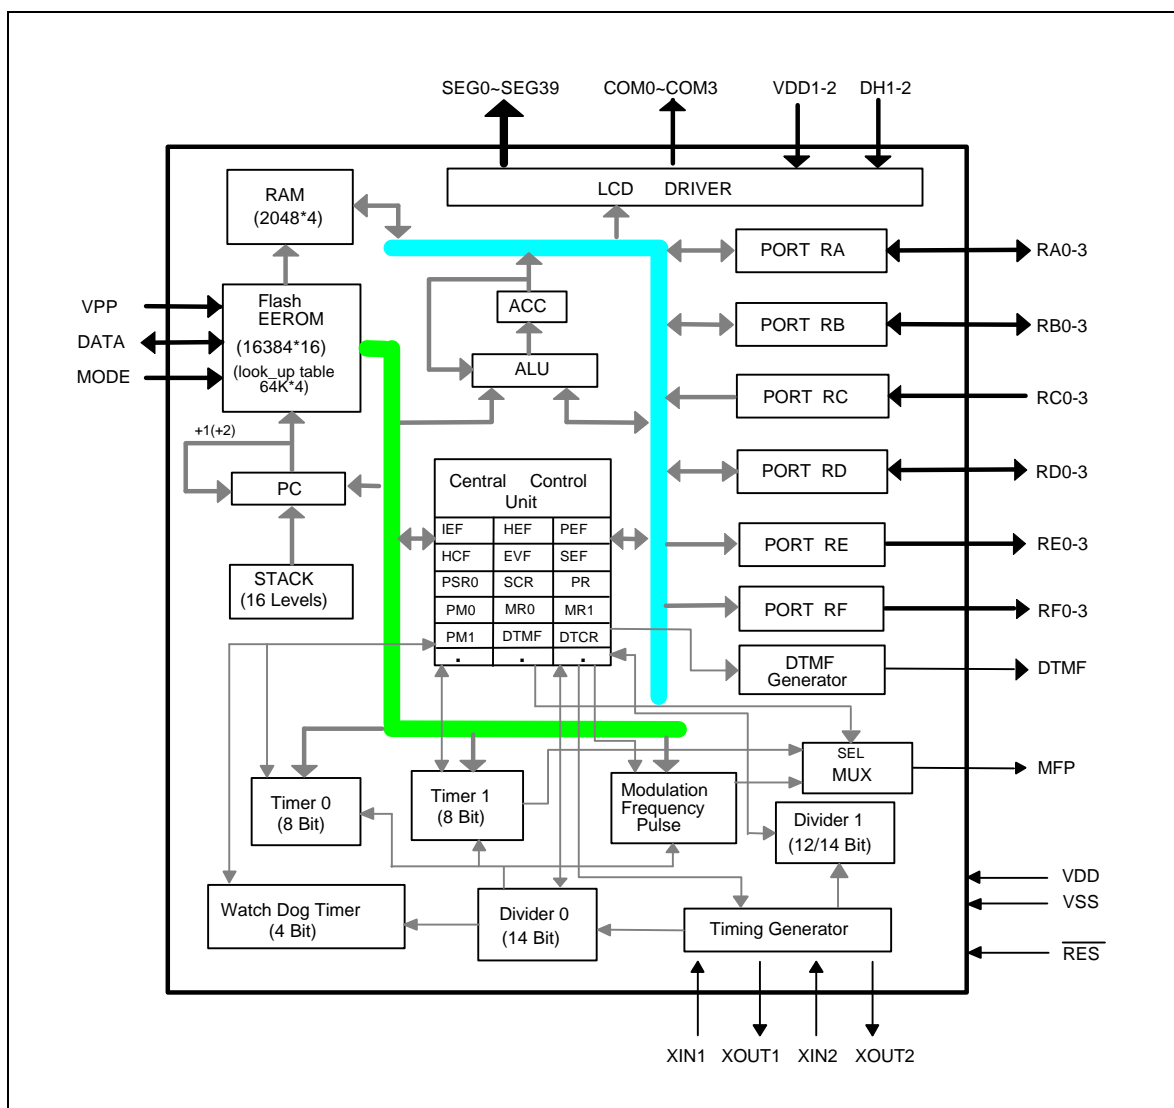 SEG0~SEG39 COM0~COM3 VDD1-2 DH1-2
LCD DRIVER
RAM
(2048*4)
PORT RA
RA0-3
VPP
DATA
MODE
Flash
EEROM
(16384*16)
(look_up table
64K*4)
ACC
ALU
PORT RB
RB0-3
PORT RC
RC0-3
+1(+2)
PC
PORT RD
RD0-3
STACK
(16 Levels)
Central Control
Unit
IEF HEF PEF
HCF EVF SEF
PSR0 SCR PR
PM0 MR0 MR1
PM1 DTMF DTCR
. . .
PORT RE
RE0-3
PORT RF
RF0-3
DTMF
Generator
DTMF
SEL
MUX
MFP
Timer 0
(8 Bit)
Timer 1
(8 Bit)
Modulation
Frequency
Pulse
Divider 1
(12/14 Bit)
VDD
VSS
RES
Watch Dog Timer
(4 Bit)
Divider 0
(14 Bit)
Timing Generator
XIN1 XOUT1 XIN2 XOUT2